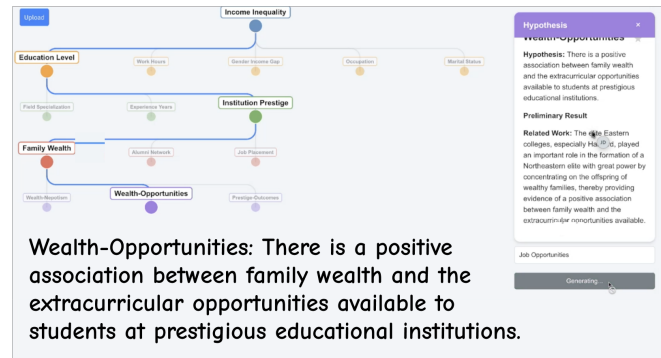 Upload
Income Inequality
Hypothesis ×
Wealth-Opportunities
Education Level
Work Hours
Gender Income Gap
Occupation
Marital Status
Hypothesis: There is a positive
association between family wealth
and the extracurricular opportunities
available to students at prestigious
educational institutions.
Field Specialization
Experience Years
Institution Prestige
Preliminary Result
Related Work: The elite Eastern
colleges, especially Harvard, played
an important role in the formation of a
Northeastern elite with great power by
concentrating on the offspring of
wealthy families, thereby providing
evidence of a positive association
between family wealth and the
extracurricular opportunities available.
Family Wealth
Alumni Network
Job Placement
Wealth-Nepotism
Wealth-Opportunities
Prestige-Outcomes
Job Opportunities
Generating...
Wealth-Opportunities: There is a positive
association between family wealth and the
extracurricular opportunities available to
students at prestigious educational institutions.